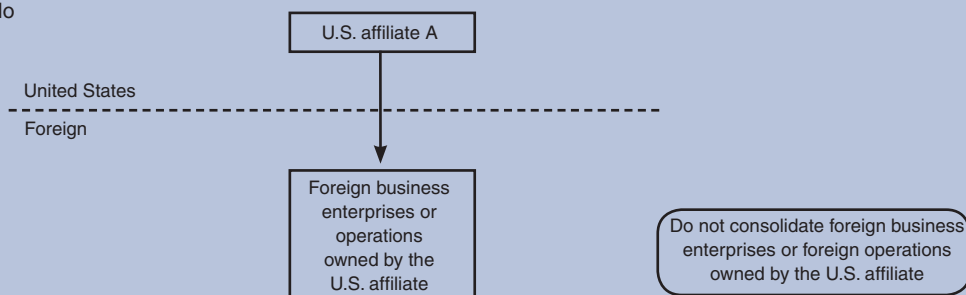 U.S. affiliate A
United States
Foreign
Foreign business
enterprises or
operations
owned by the
U.S. affiliate
Do not consolidate foreign business
enterprises or foreign operations
owned by the U.S. affiliate